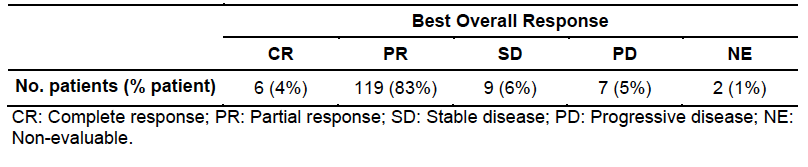 Best Overall Response
CR PR SD PD NE
No. patients (% patient) 6 (4%) 119 (83%) 9 (6%) 7 (5%) 2 (1%)
CR: Complete response; PR: Partial response; SD: Stable disease; PD: Progressive disease; NE:
Non-evaluable.